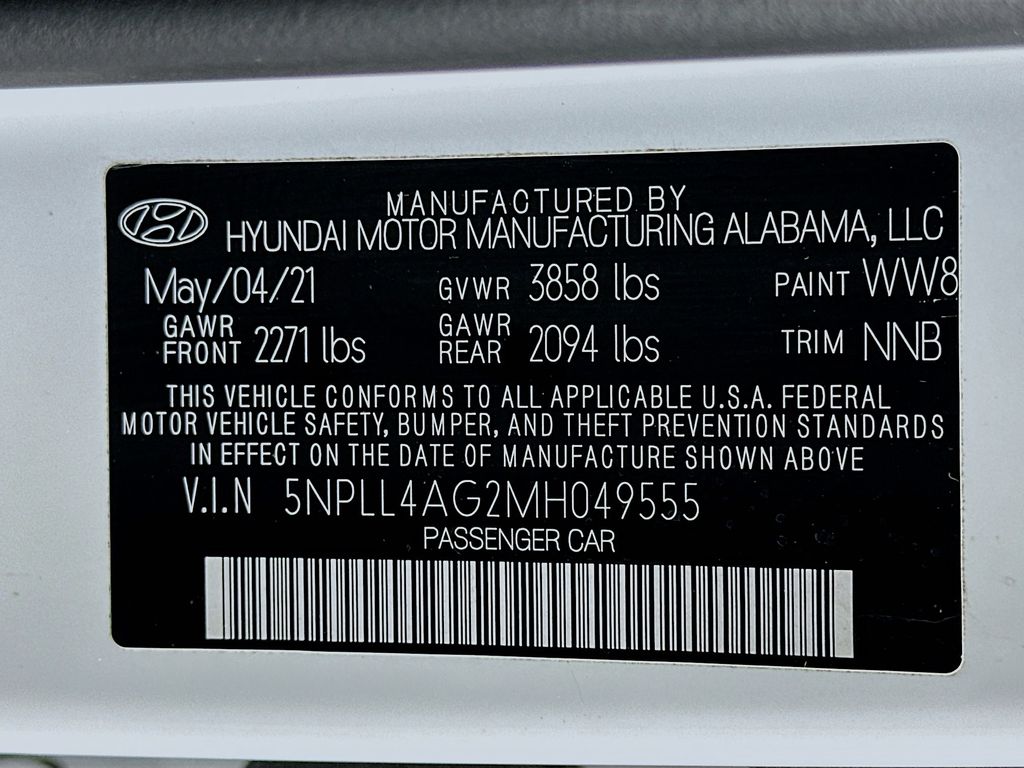 MANUFACTURED BY
HYUNDAI MOTOR MANUFACTURING ALABAMA, LLC
May/04/21 GVWR 3858 lbs PAINT WW8
GAWR FRONT 2271 lbs GAWR REAR 2094 lbs TRIM NNB
THIS VEHICLE CONFORMS TO ALL APPLICABLE U.S.A. FEDERAL
MOTOR VEHICLE SAFETY, BUMPER, AND THEFT PREVENTION STANDARDS
IN EFFECT ON THE DATE OF MANUFACTURE SHOWN ABOVE
V.I.N 5NPLL4AG2MH049555
PASSENGER CAR